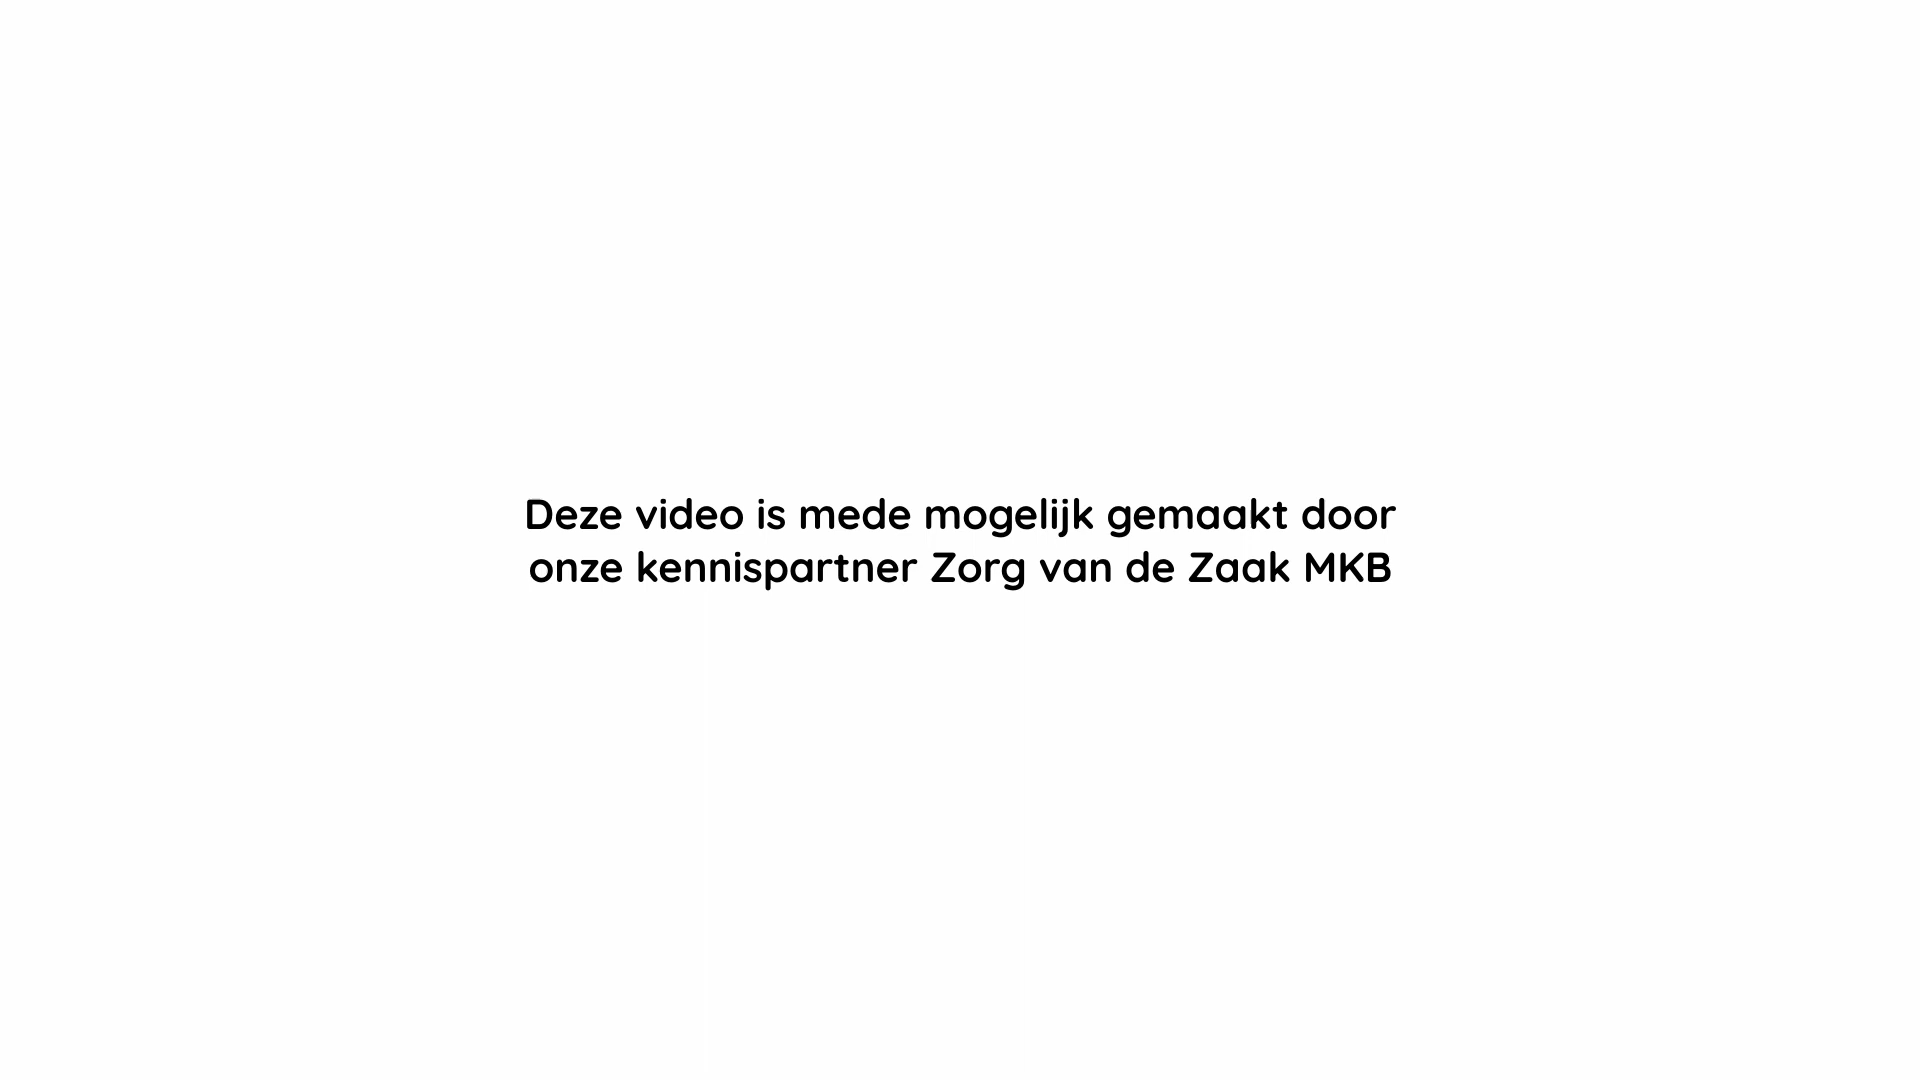 Deze video is mede mogelijk gemaakt door
onze kennispartner Zorg van de Zaak MKB